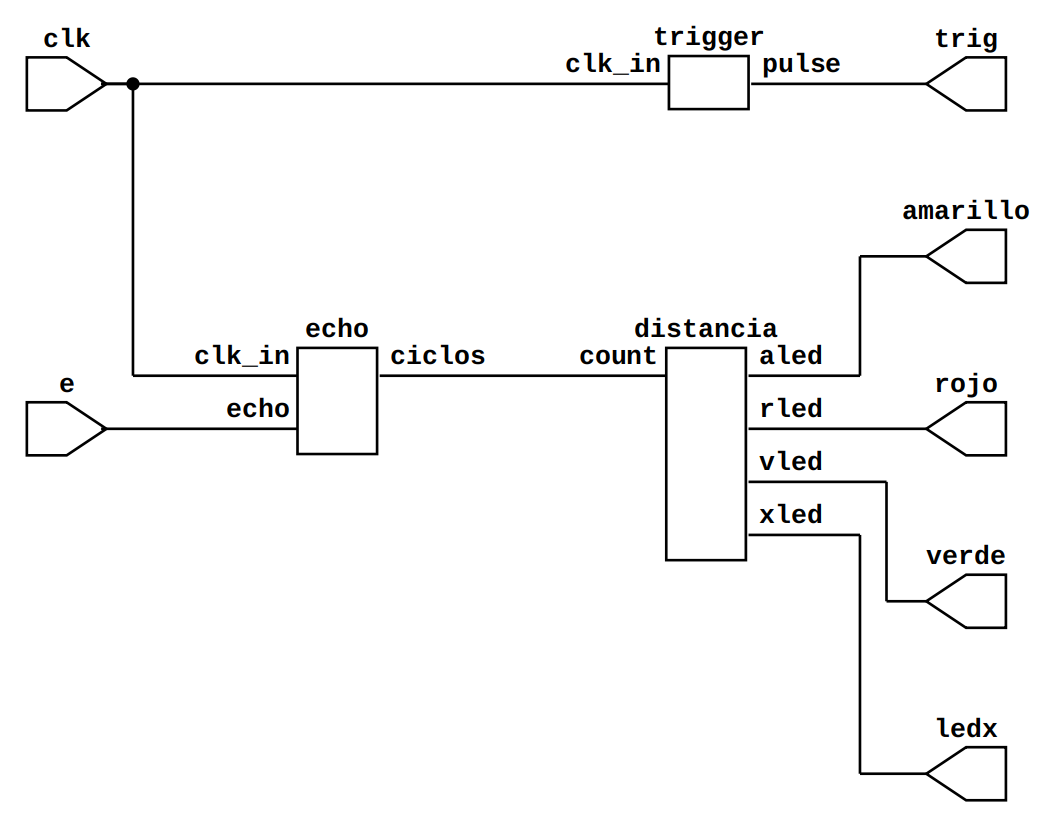 clk
trigger
trig
clk_in
pulse
amarillo
echo
distancia
clk_in
ciclos
count
aled
e
rojo
echo
rled
vled
xled
verde
ledx